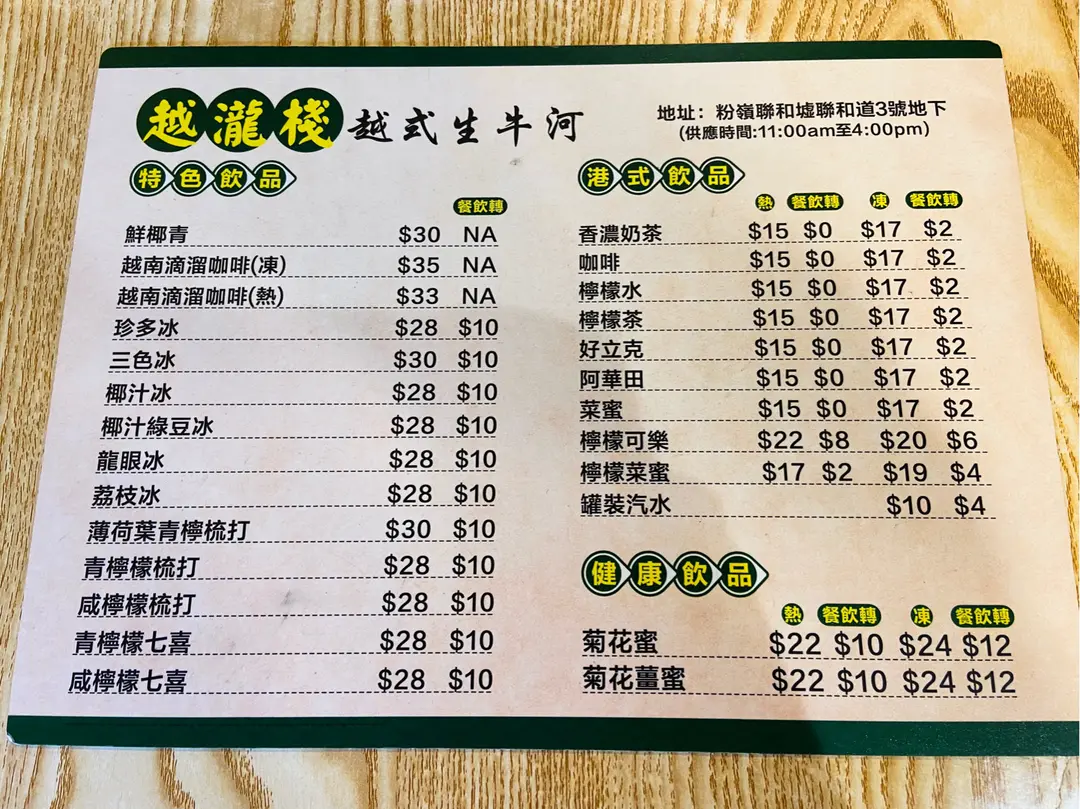 越瀧棧 越式生牛河
地址：粉嶺聯和墟聯和道3號地下
(供應時間:11:00am至4:00pm)
特色飲品
餐飲轉
鮮椰青 $30 NA
越南滴溜咖啡(凍) $35 NA
越南滴溜咖啡(熱) $33 NA
珍多冰 $28 $10
三色冰 $30 $10
椰汁冰 $28 $10
椰汁綠豆冰 $28 $10
龍眼冰 $28 $10
荔枝冰 $28 $10
薄荷葉青檸梳打 $30 $10
青檸檬梳打 $28 $10
咸檸檬梳打 $28 $10
青檸檬七喜 $28 $10
咸檸檬七喜 $28 $10
港式飲品
熱 餐飲轉 凍 餐飲轉
香濃奶茶 $15 $0 $17 $2
咖啡 $15 $0 $17 $2
檸檬水 $15 $0 $17 $2
檸檬茶 $15 $0 $17 $2
好立克 $15 $0 $17 $2
阿華田 $15 $0 $17 $2
菜蜜 $15 $0 $17 $2
檸檬可樂 $22 $8 $20 $6
檸檬菜蜜 $17 $2 $19 $4
罐裝汽水 $10 $4
健康飲品
熱 餐飲轉 凍 餐飲轉
菊花蜜 $22 $10 $24 $12
菊花薑蜜 $22 $10 $24 $12